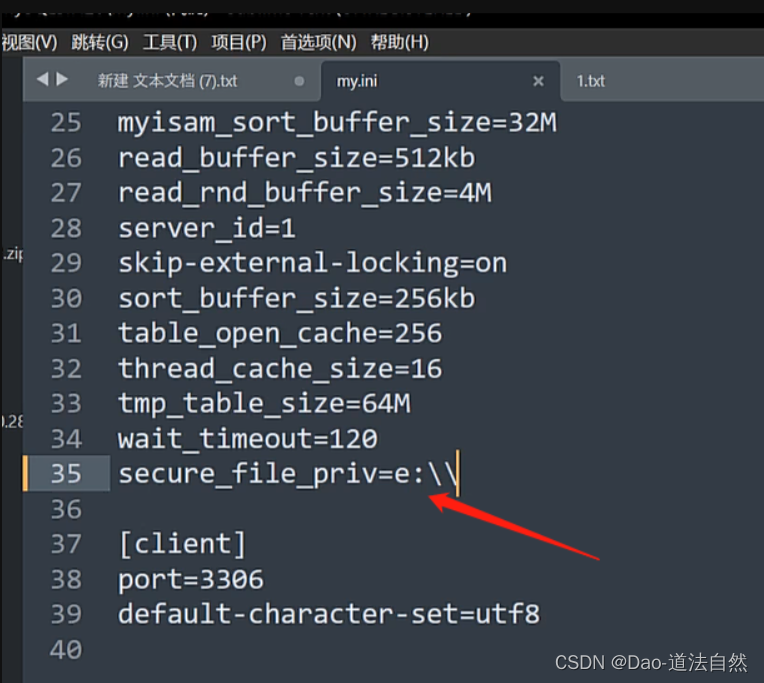 视图(V) 跳转(G) 工具(T) 项目(P) 首选项(N) 帮助(H)
新建 文本文档 (7).txt my.ini × 1.txt
25 myisam_sort_buffer_size=32M
26 read_buffer_size=512kb
27 read_rnd_buffer_size=4M
28 server_id=1
.zip
29 skip-external-locking=on
30 sort_buffer_size=256kb
31 table_open_cache=256
32 thread_cache_size=16
33 tmp_table_size=64M
0.28
34 wait_timeout=120
35 secure_file_priv=e:\\
36
37 [client]
38 port=3306
39 default-character-set=utf8
40
CSDN @Dao-道法自然